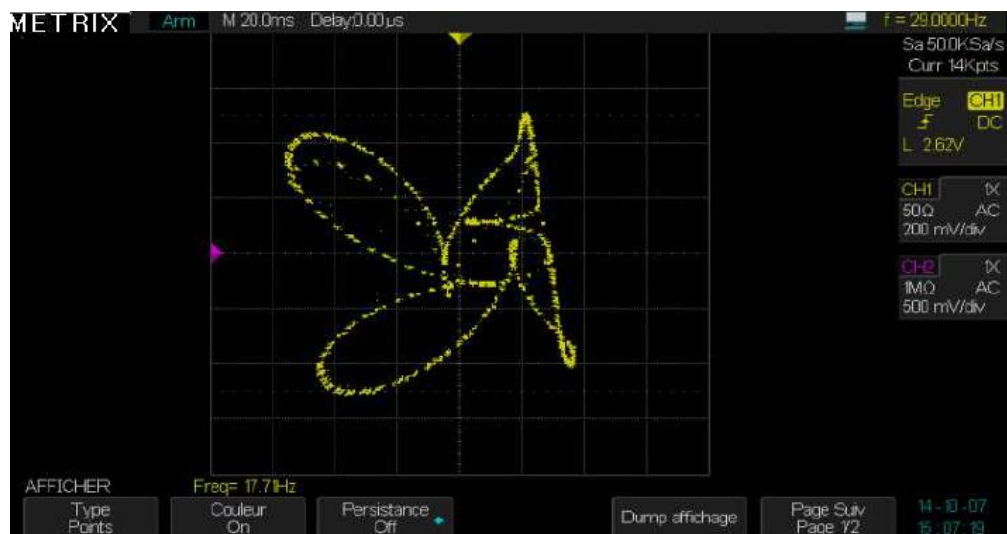 METRIX Arm M 20.0ms Delay:0.00µs f = 29.0000Hz
Sa 50.0KSa/s
Curr 14Kpts
Edge CH1
DC
L 2.62V
CH1 1X
50Ω AC
200 mV/div
CH2 1X
1MΩ AC
500 mV/div
AFFICHER Freq= 17.71Hz
Type Couleur Persistance Dump affichage Page Suiv 14-10-07
Points On Off Page 1/2 15:07:19